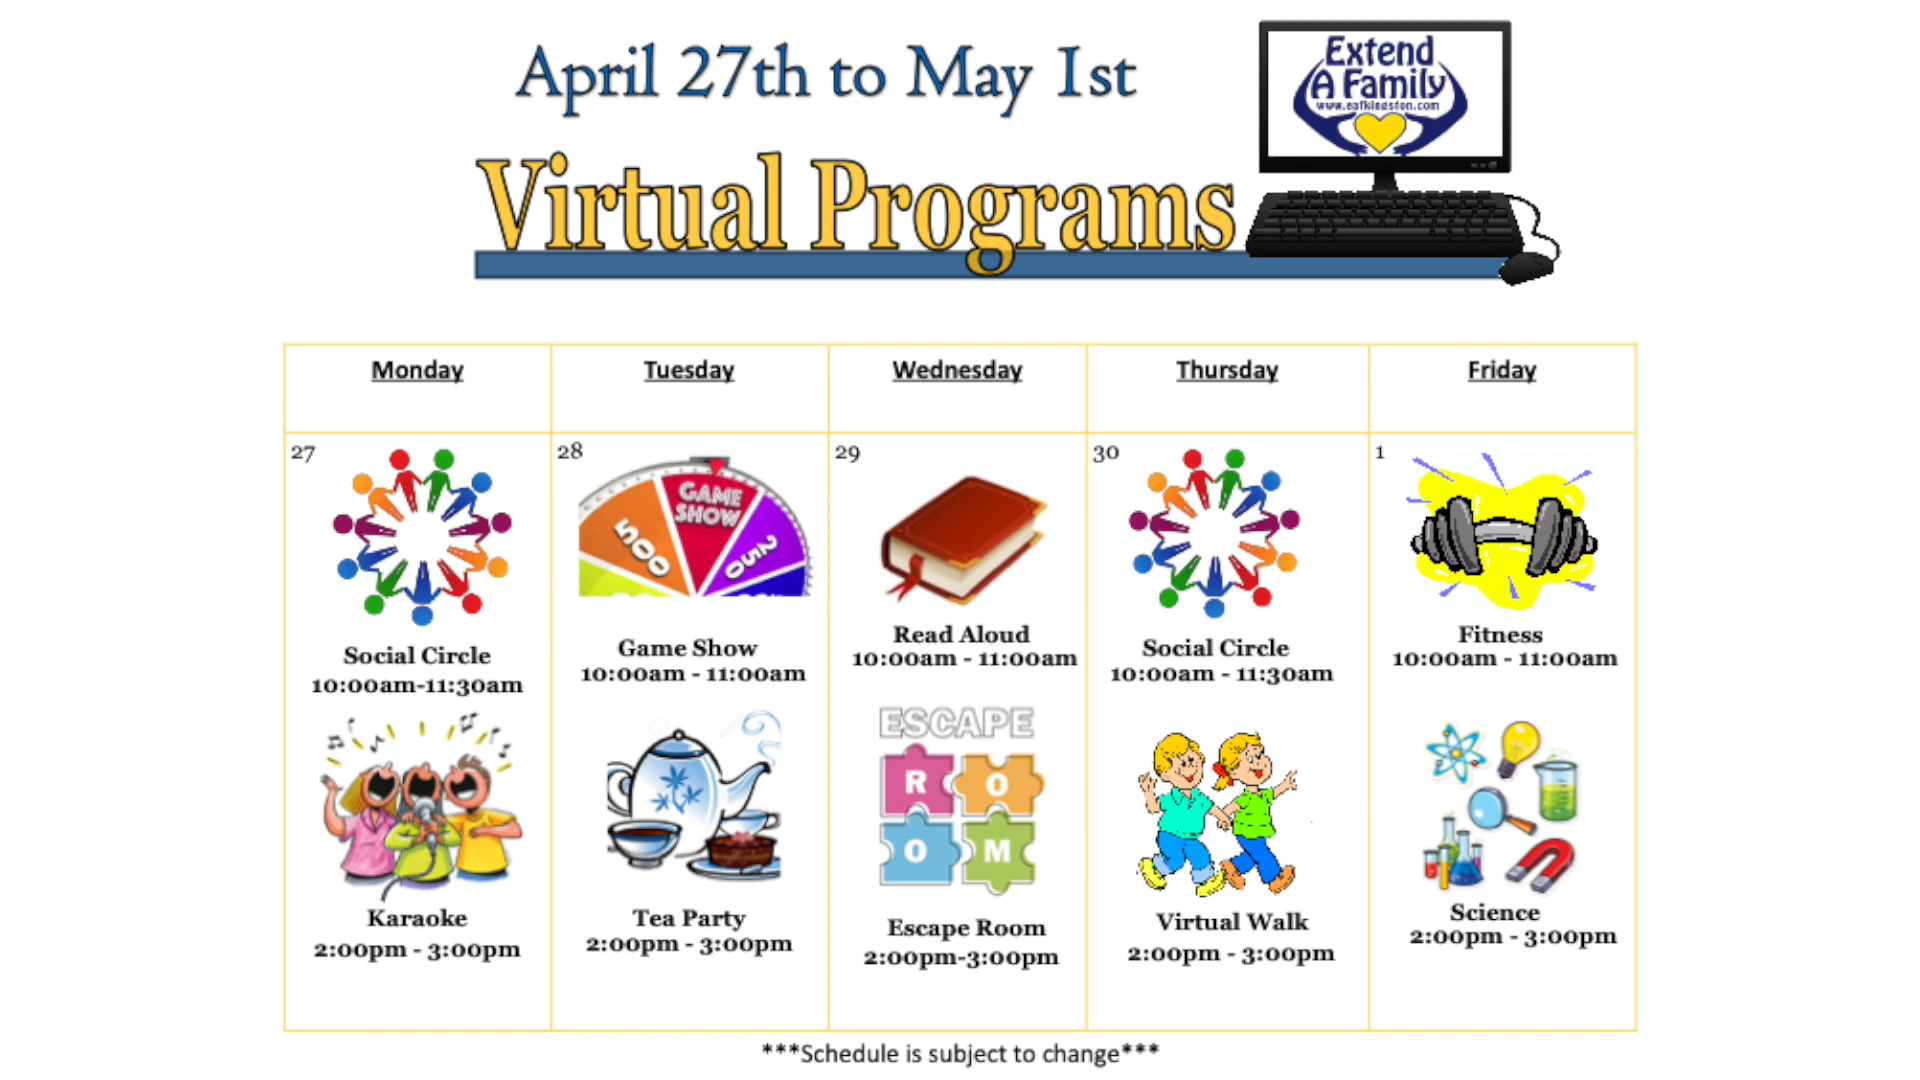 April 27th to May 1st
Extend
A Family
www.eafkingston.com
Virtual Programs
Monday
Tuesday
Wednesday
Thursday
Friday
27
28
29
30
1
GAME
SHOW
500
250
Social Circle
10:00am-11:30am
Game Show
10:00am - 11:00am
Read Aloud
10:00am - 11:00am
Social Circle
10:00am - 11:30am
Fitness
10:00am - 11:00am
ESCAPE
R O
O M
Karaoke
2:00pm - 3:00pm
Tea Party
2:00pm - 3:00pm
Escape Room
2:00pm-3:00pm
Virtual Walk
2:00pm - 3:00pm
Science
2:00pm - 3:00pm
***Schedule is subject to change***